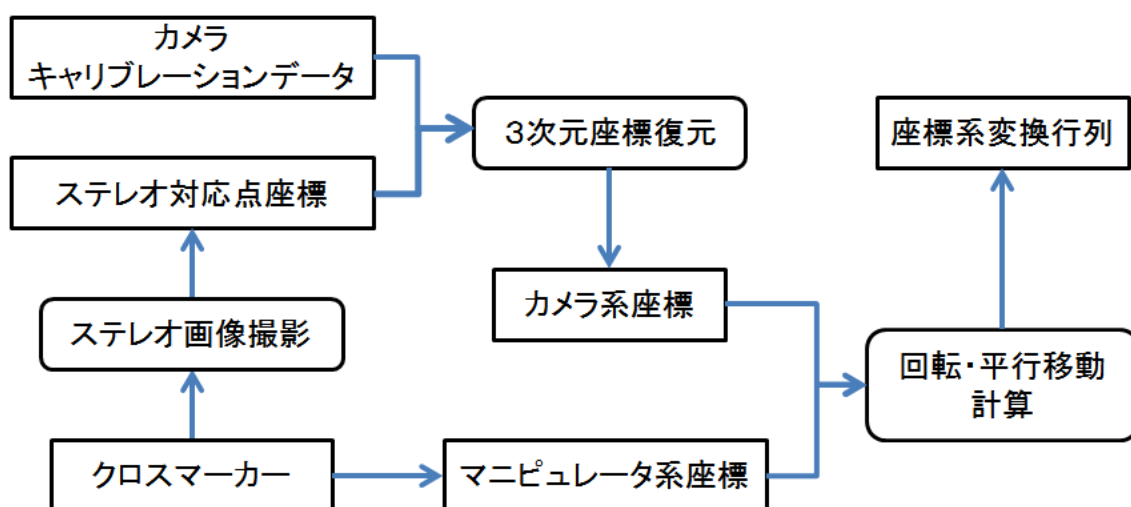 カメラ
キャリブレーションデータ
３次元座標復元
座標系変換行列
ステレオ対応点座標
カメラ系座標
ステレオ画像撮影
回転・平行移動
計算
クロスマーカー
マニピュレータ系座標